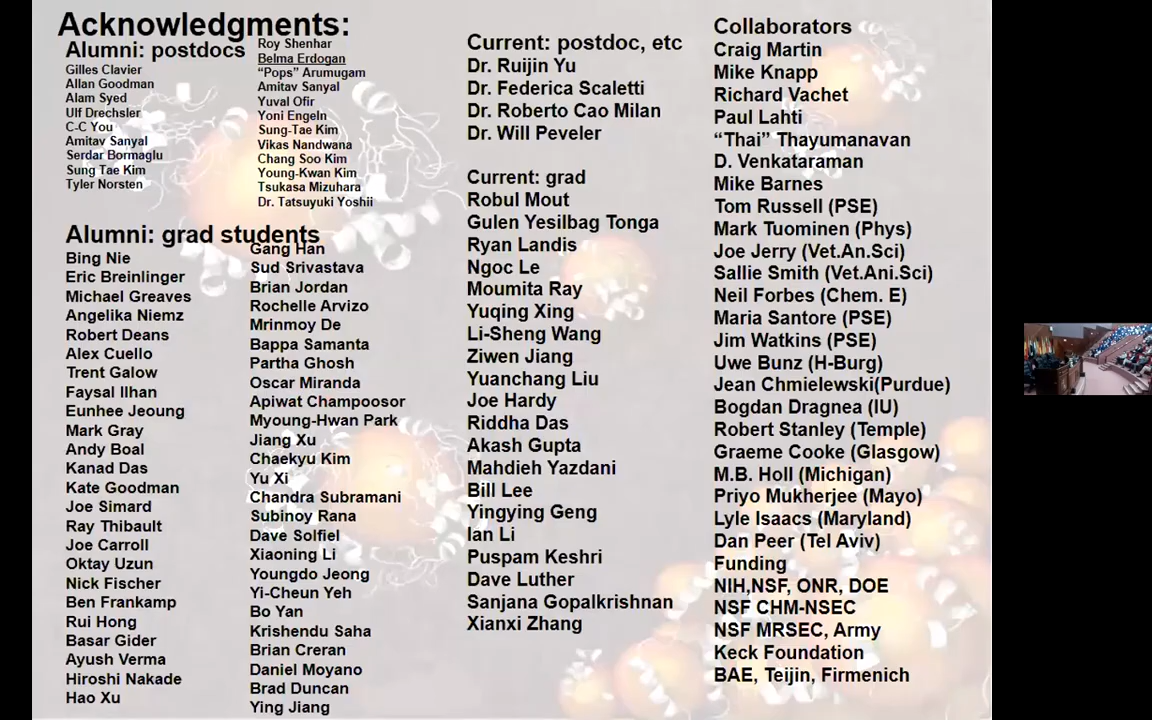 Acknowledgments:
Alumni: postdocs
Gilles Clavier
Allan Goodman
Alam Syed
Ulf Drechsler
C-C You
Amitav Sanyal
Serdar Bormaglu
Sung Tae Kim
Tyler Norsten
Roy Shenhar
Belma Erdogan
“Pops” Arumugam
Amitav Sanyal
Yuval Ofir
Yoni Engeln
Sung-Tae Kim
Vikas Nandwana
Chang Soo Kim
Young-Kwan Kim
Tsukasa Mizuhara
Dr. Tatsuyuki Yoshii
Alumni: grad students
Bing Nie
Eric Breinlinger
Michael Greaves
Angelika Niemz
Robert Deans
Alex Cuello
Trent Galow
Faysal Ilhan
Eunhee Jeoung
Mark Gray
Andy Boal
Kanad Das
Kate Goodman
Joe Simard
Ray Thibault
Joe Carroll
Oktay Uzun
Nick Fischer
Ben Frankamp
Rui Hong
Basar Gider
Ayush Verma
Hiroshi Nakade
Hao Xu
Gang Han
Sud Srivastava
Brian Jordan
Rochelle Arvizo
Mrinmoy De
Bappa Samanta
Partha Ghosh
Oscar Miranda
Apiwat Champoosor
Myoung-Hwan Park
Jiang Xu
Chaekyu Kim
Yu Xi
Chandra Subramani
Subinoy Rana
Dave Solfiel
Xiaoning Li
Youngdo Jeong
Yi-Cheun Yeh
Bo Yan
Krishendu Saha
Brian Creran
Daniel Moyano
Brad Duncan
Ying Jiang
Current: postdoc, etc
Dr. Ruijin Yu
Dr. Federica Scaletti
Dr. Roberto Cao Milan
Dr. Will Peveler
Current: grad
Robul Mout
Gulen Yesilbag Tonga
Ryan Landis
Ngoc Le
Moumita Ray
Yuqing Xing
Li-Sheng Wang
Ziwen Jiang
Yuanchang Liu
Joe Hardy
Riddha Das
Akash Gupta
Mahdieh Yazdani
Bill Lee
Yingying Geng
Ian Li
Puspam Keshri
Dave Luther
Sanjana Gopalkrishnan
Xianxi Zhang
Collaborators
Craig Martin
Mike Knapp
Richard Vachet
Paul Lahti
“Thai” Thayumanavan
D. Venkataraman
Mike Barnes
Tom Russell (PSE)
Mark Tuominen (Phys)
Joe Jerry (Vet.An.Sci)
Sallie Smith (Vet.Ani.Sci)
Neil Forbes (Chem. E)
Maria Santore (PSE)
Jim Watkins (PSE)
Uwe Bunz (H-Burg)
Jean Chmielewski(Purdue)
Bogdan Dragnea (IU)
Robert Stanley (Temple)
Graeme Cooke (Glasgow)
M.B. Holl (Michigan)
Priyo Mukherjee (Mayo)
Lyle Isaacs (Maryland)
Dan Peer (Tel Aviv)
Funding
NIH,NSF, ONR, DOE
NSF CHM-NSEC
NSF MRSEC, Army
Keck Foundation
BAE, Teijin, Firmenich